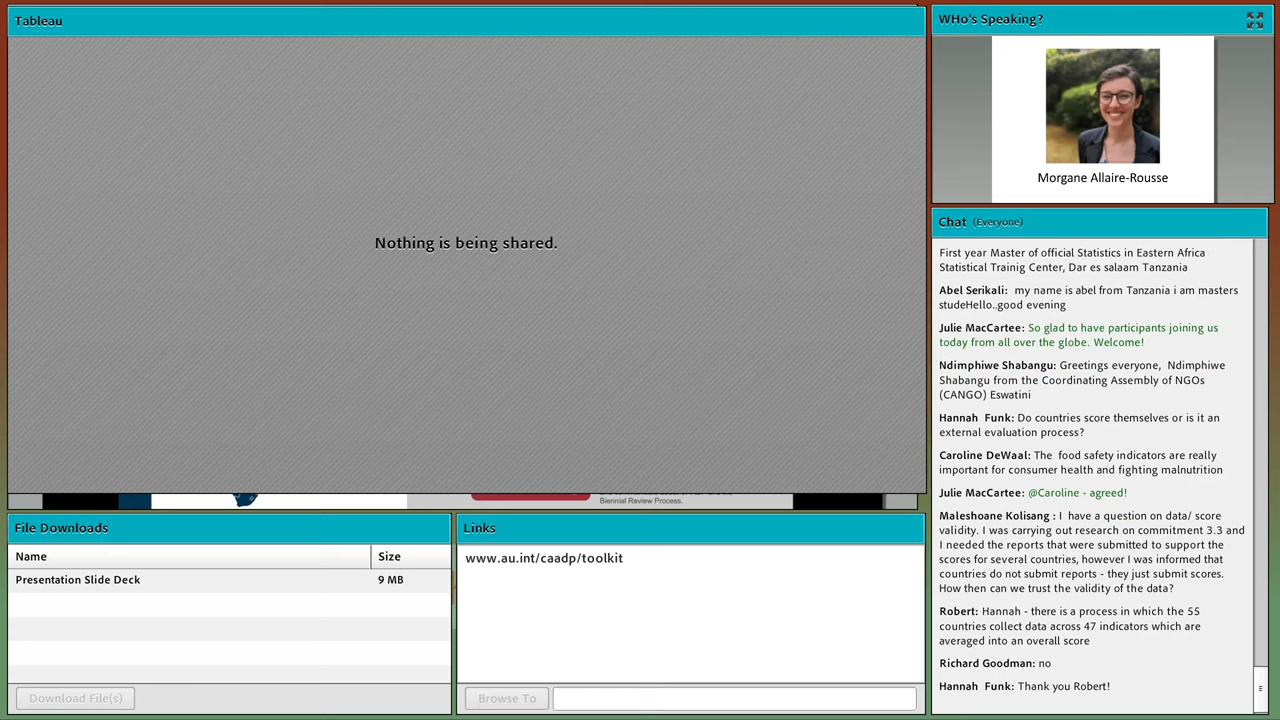 Tableau
Nothing is being shared.
Biennial Review Process.
File Downloads
Name
Size
Presentation Slide Deck
9 MB
Download File(s)
Links
www.au.int/caadp/toolkit
Browse To
WHo's Speaking?
Morgane Allaire-Rousse
Chat (Everyone)
First year Master of official Statistics in Eastern Africa
Statistical Trainig Center, Dar es salaam Tanzania
Abel Serikali: my name is abel from Tanzania i am masters
studeHello..good evening
Julie MacCartee: So glad to have participants joining us
today from all over the globe. Welcome!
Ndimphiwe Shabangu: Greetings everyone, Ndimphiwe
Shabangu from the Coordinating Assembly of NGOs
(CANGO) Eswatini
Hannah Funk: Do countries score themselves or is it an
external evaluation process?
Caroline DeWaal: The food safety indicators are really
important for consumer health and fighting malnutrition
Julie MacCartee: @Caroline - agreed!
Maleshoane Kolisang : I have a question on data/ score
validity. I was carrying out research on commitment 3.3 and
I needed the reports that were submitted to support the
scores for several countries, however I was informed that
countries do not submit reports - they just submit scores.
How then can we trust the validity of the data?
Robert: Hannah - there is a process in which the 55
countries collect data across 47 indicators which are
averaged into an overall score
Richard Goodman: no
Hannah Funk: Thank you Robert!